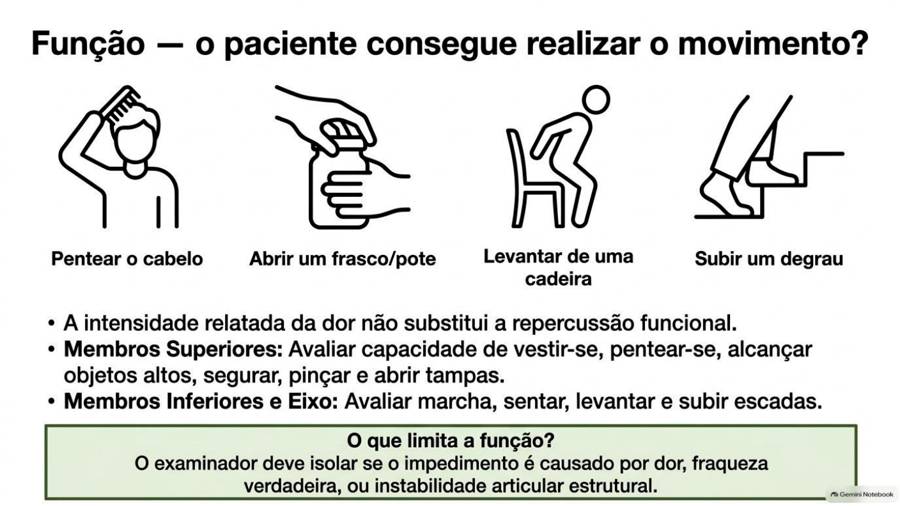 Função — o paciente consegue realizar o movimento?
Pentear o cabelo
Abrir um frasco/pote
Levantar de uma
cadeira
Subir um degrau
• A intensidade relatada da dor não substitui a repercussão funcional.
• Membros Superiores: Avaliar capacidade de vestir-se, pentear-se, alcançar
objetos altos, segurar, pinçar e abrir tampas.
• Membros Inferiores e Eixo: Avaliar marcha, sentar, levantar e subir escadas.
O que limita a função?
O examinador deve isolar se o impedimento é causado por dor, fraqueza
verdadeira, ou instabilidade articular estrutural.
Gemini Notebook